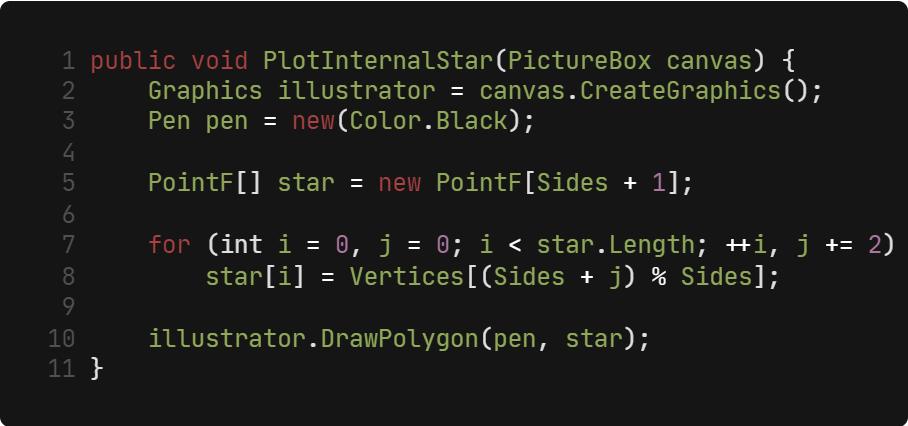 1 public void PlotInternalStar(PictureBox canvas) {
2     Graphics illustrator = canvas.CreateGraphics();
3     Pen pen = new(Color.Black);
4
5     PointF[] star = new PointF[Sides + 1];
6
7     for (int i = 0, j = 0; i < star.Length; ++i, j += 2)
8         star[i] = Vertices[(Sides + j) % Sides];
9
10     illustrator.DrawPolygon(pen, star);
11 }